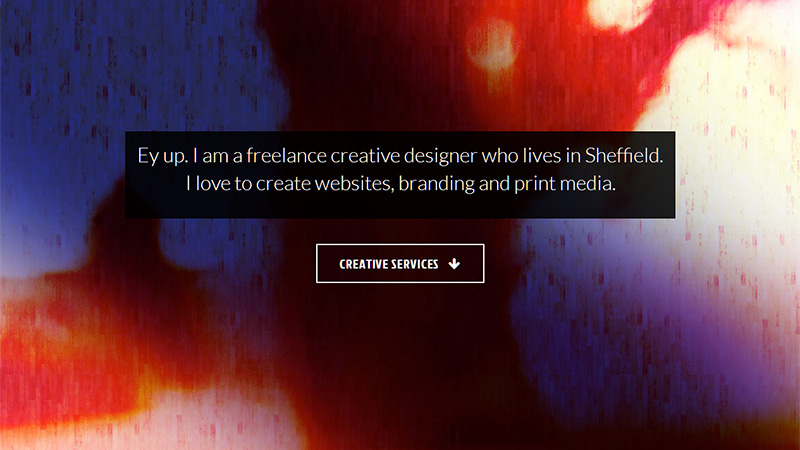 Ey up. I am a freelance creative designer who lives in Sheffield.
I love to create websites, branding and print media.
CREATIVE SERVICES